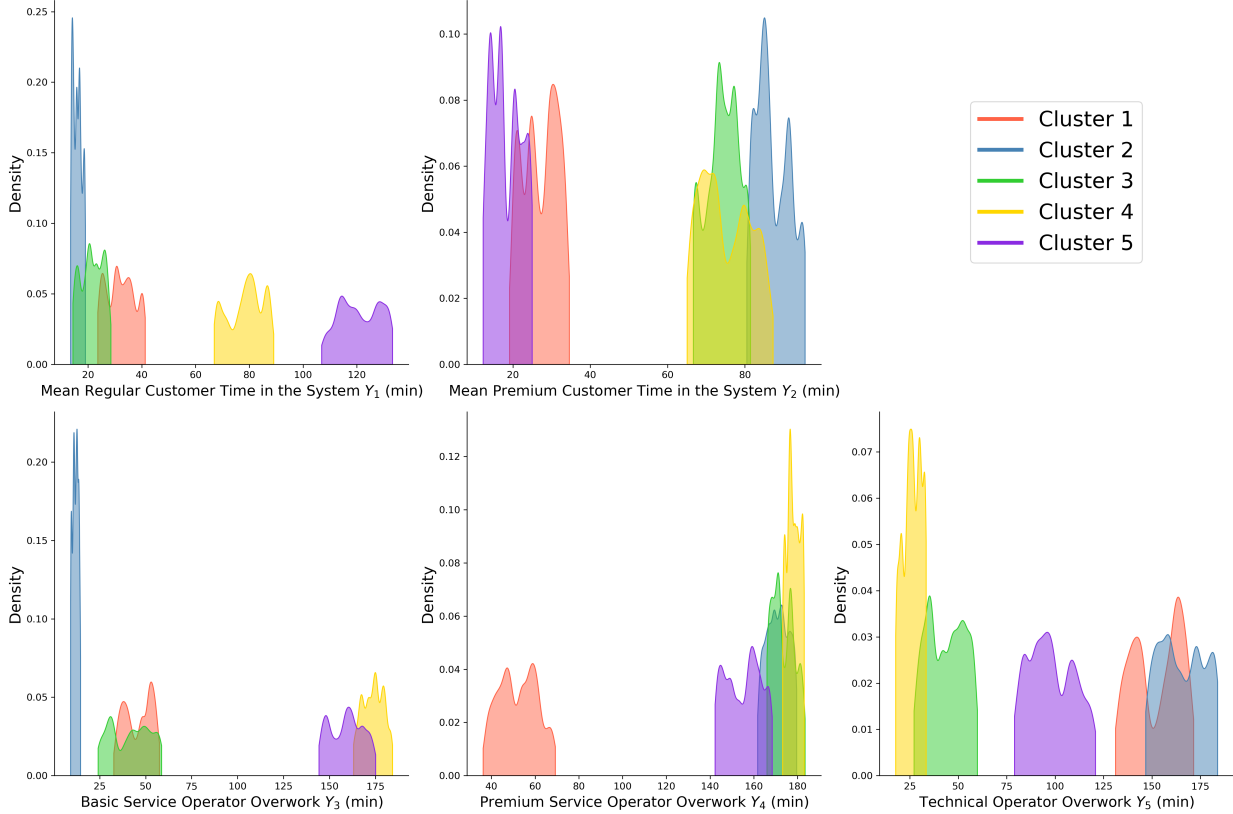 0.25
0.20
0.15
0.10
0.05
0.00
Density
20 40 60 80 100 120
Mean Regular Customer Time in the System Y₁ (min)
0.10
0.08
0.06
0.04
0.02
0.00
Density
20 40 60 80
Mean Premium Customer Time in the System Y₂ (min)
Cluster 1
Cluster 2
Cluster 3
Cluster 4
Cluster 5
0.20
0.15
0.10
0.05
0.00
Density
25 50 75 100 125 150 175
Basic Service Operator Overwork Y₃ (min)
0.12
0.10
0.08
0.06
0.04
0.02
0.00
Density
40 60 80 100 120 140 160 180
Premium Service Operator Overwork Y₄ (min)
0.07
0.06
0.05
0.04
0.03
0.02
0.01
0.00
Density
25 50 75 100 125 150 175
Technical Operator Overwork Y₅ (min)